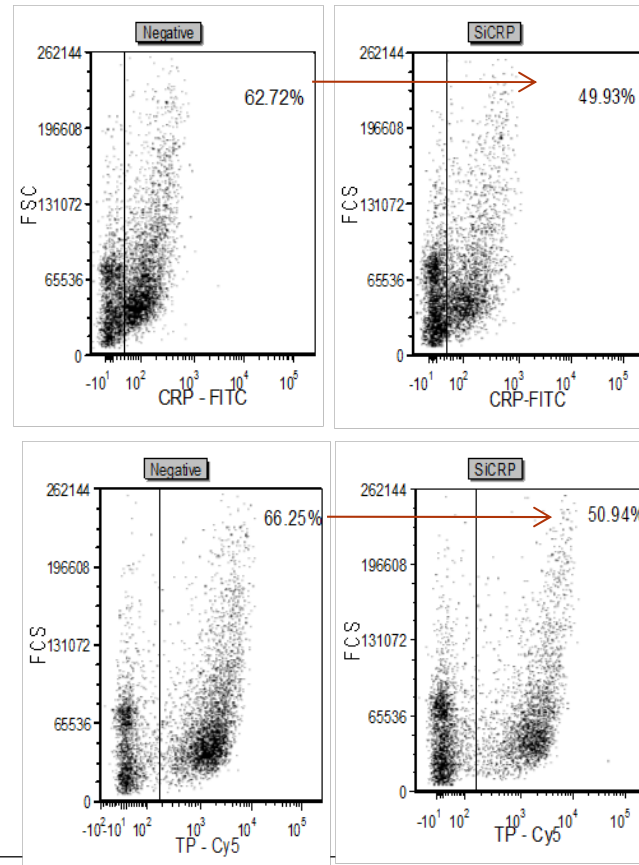 Negative
262144
196608
131072
65536
0
FSC
62.72%
-10¹ 10² 10³ 10⁴ 10⁵
CRP - FITC
SiCRP
262144
196608
131072
65536
0
FCS
49.93%
-10¹ 10² 10³ 10⁴ 10⁵
CRP-FITC
Negative
262144
196608
131072
65536
0
FCS
66.25%
-10²-10¹ 10² 10³ 10⁴ 10⁵
TP - Cy5
SiCRP
262144
196608
131072
65536
0
FCS
50.94%
-10¹ 10² 10³ 10⁴ 10⁵
TP - Cy5